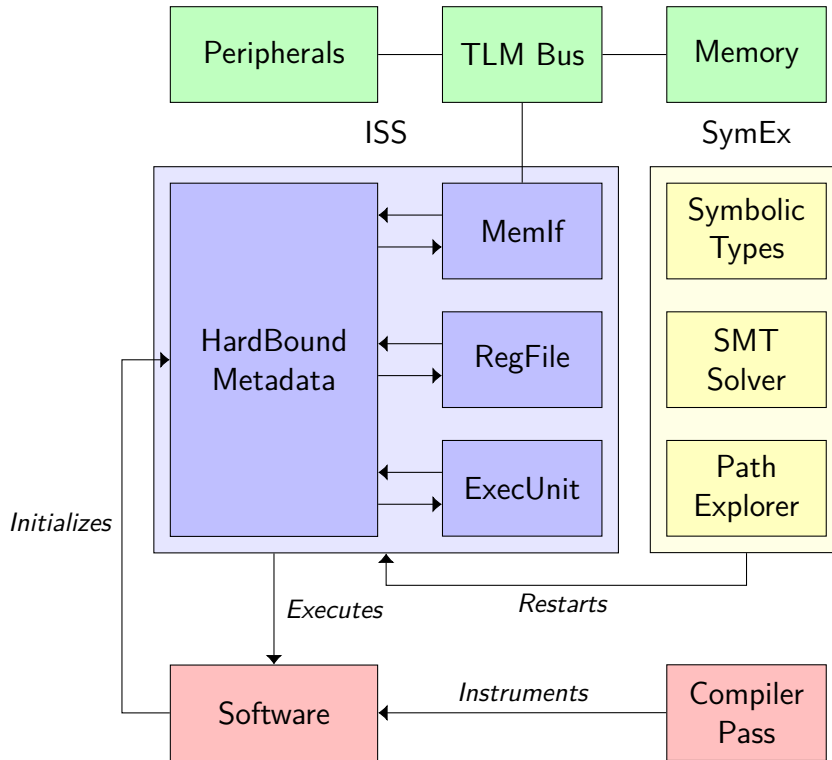 Peripherals
TLM Bus
Memory
ISS
SymEx
HardBound
Metadata
MemIf
RegFile
ExecUnit
Symbolic
Types
SMT
Solver
Path
Explorer
Initializes
Executes
Restarts
Software
Instruments
Compiler
Pass